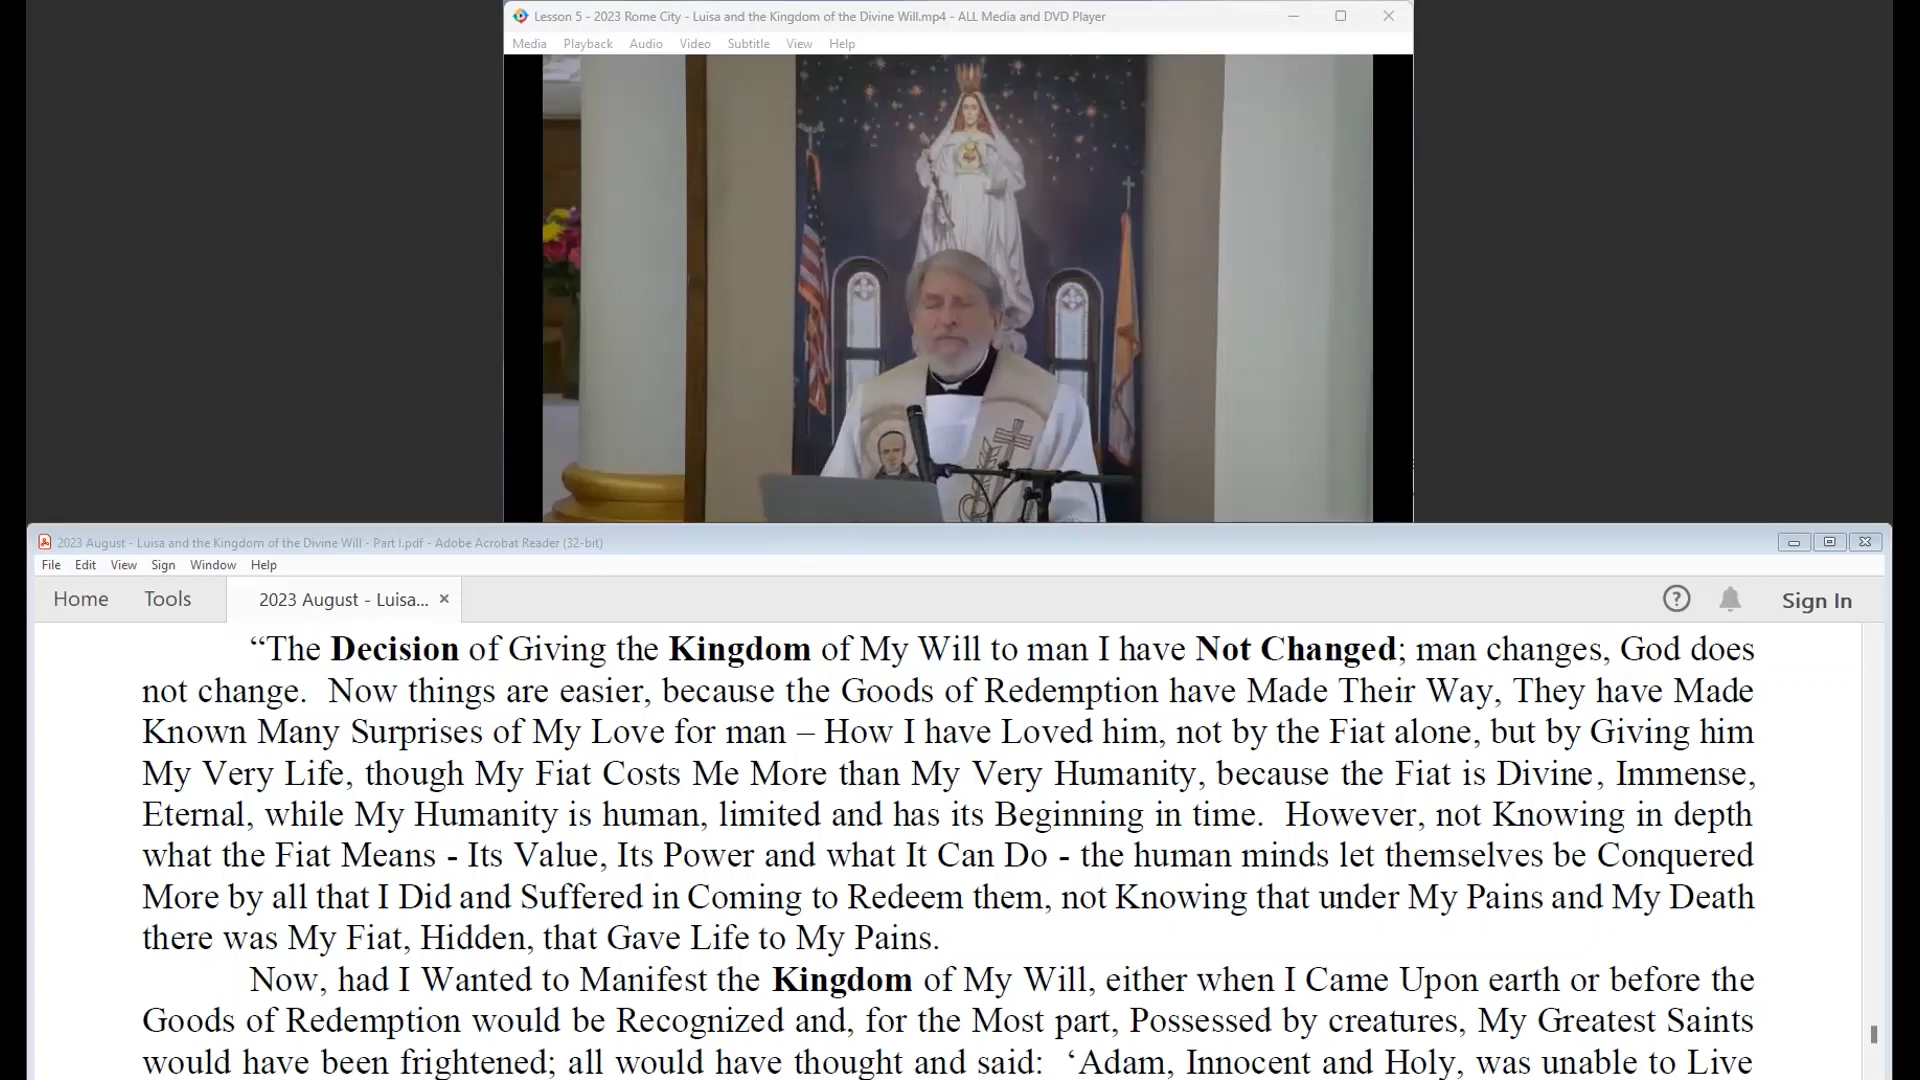 Lesson 5 - 2023 Rome City - Luisa and the Kingdom of the Divine Will.mp4 - ALL Media and DVD Player
Media Playback Audio Video Subtitle View Help
2023 August - Luisa and the Kingdom of the Divine Will - Part I.pdf - Adobe Acrobat Reader (32-bit)
File Edit View Sign Window Help
Home Tools 2023 August - Luisa... × Sign In
“The Decision of Giving the Kingdom of My Will to man I have Not Changed; man changes, God does
not change. Now things are easier, because the Goods of Redemption have Made Their Way, They have Made
Known Many Surprises of My Love for man – How I have Loved him, not by the Fiat alone, but by Giving him
My Very Life, though My Fiat Costs Me More than My Very Humanity, because the Fiat is Divine, Immense,
Eternal, while My Humanity is human, limited and has its Beginning in time. However, not Knowing in depth
what the Fiat Means - Its Value, Its Power and what It Can Do - the human minds let themselves be Conquered
More by all that I Did and Suffered in Coming to Redeem them, not Knowing that under My Pains and My Death
there was My Fiat, Hidden, that Gave Life to My Pains.
Now, had I Wanted to Manifest the Kingdom of My Will, either when I Came Upon earth or before the
Goods of Redemption would be Recognized and, for the Most part, Possessed by creatures, My Greatest Saints
would have been frightened; all would have thought and said: ‘Adam, Innocent and Holy, was unable to Live